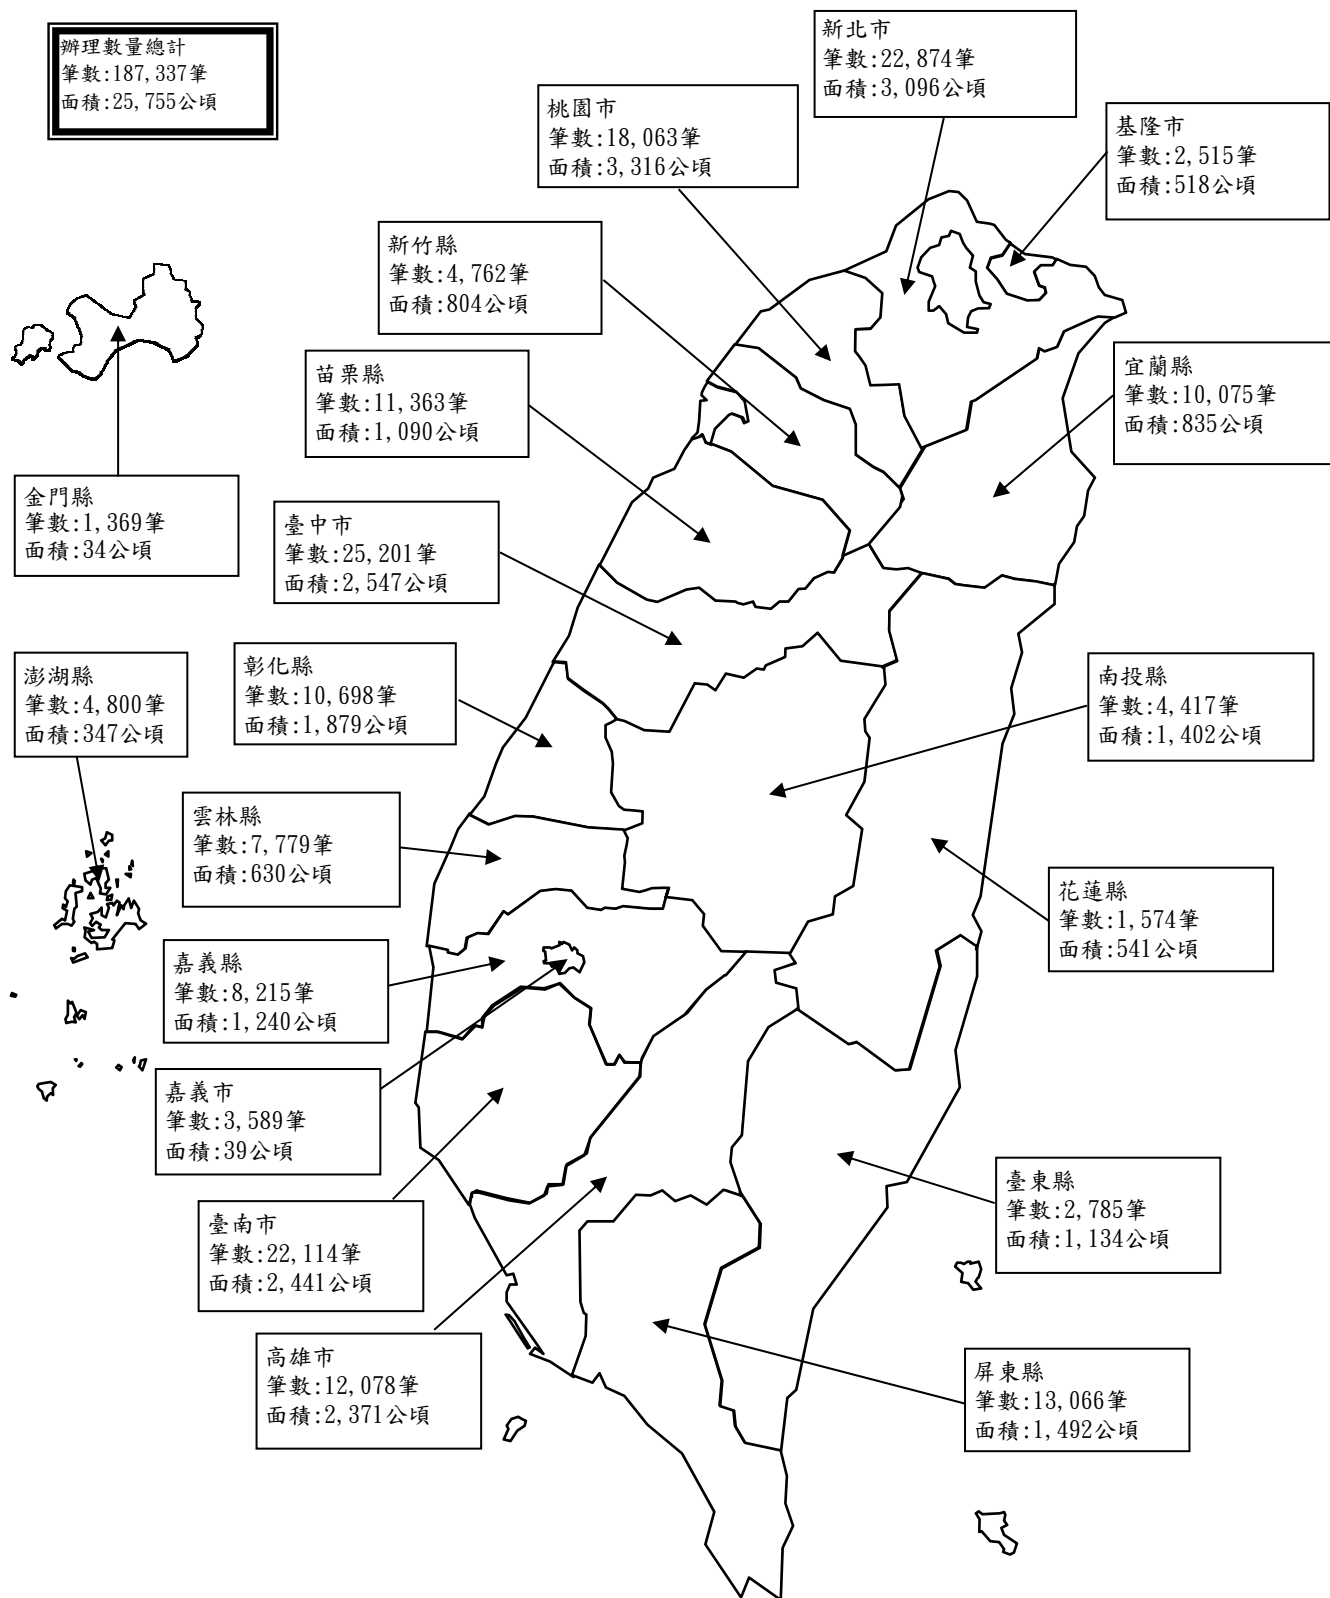 辦理數量總計
筆數:187,337筆
面積:25,755公頃
新北市
筆數:22,874筆
面積:3,096公頃
桃園市
筆數:18,063筆
面積:3,316公頃
基隆市
筆數:2,515筆
面積:518公頃
新竹縣
筆數:4,762筆
面積:804公頃
苗栗縣
筆數:11,363筆
面積:1,090公頃
宜蘭縣
筆數:10,075筆
面積:835公頃
金門縣
筆數:1,369筆
面積:34公頃
臺中市
筆數:25,201筆
面積:2,547公頃
澎湖縣
筆數:4,800筆
面積:347公頃
彰化縣
筆數:10,698筆
面積:1,879公頃
南投縣
筆數:4,417筆
面積:1,402公頃
雲林縣
筆數:7,779筆
面積:630公頃
花蓮縣
筆數:1,574筆
面積:541公頃
嘉義縣
筆數:8,215筆
面積:1,240公頃
嘉義市
筆數:3,589筆
面積:39公頃
臺東縣
筆數:2,785筆
面積:1,134公頃
臺南市
筆數:22,114筆
面積:2,441公頃
高雄市
筆數:12,078筆
面積:2,371公頃
屏東縣
筆數:13,066筆
面積:1,492公頃